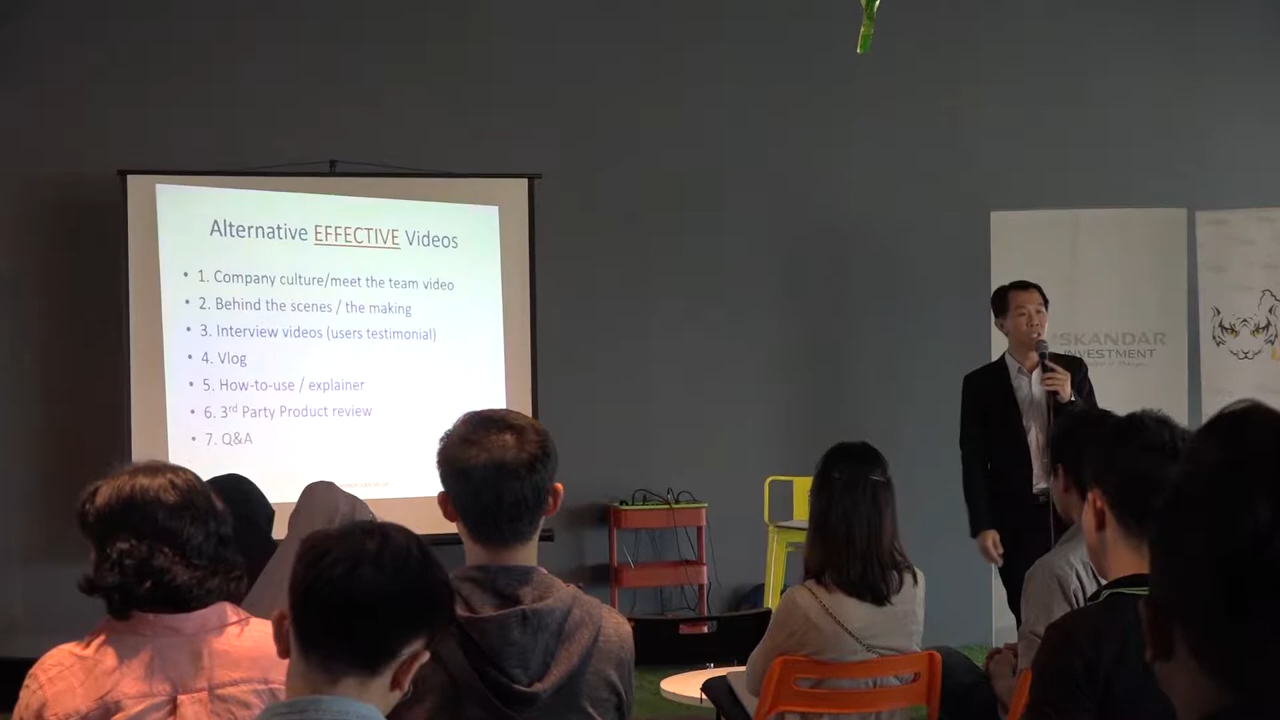 Alternative EFFECTIVE Videos
• 1. Company culture/meet the team video
• 2. Behind the scenes / the making
• 3. Interview videos (users testimonial)
• 4. Vlog
• 5. How-to-use / explainer
• 6. 3rd Party Product review
• 7. Q&A
ISKANDAR
INVESTMENT